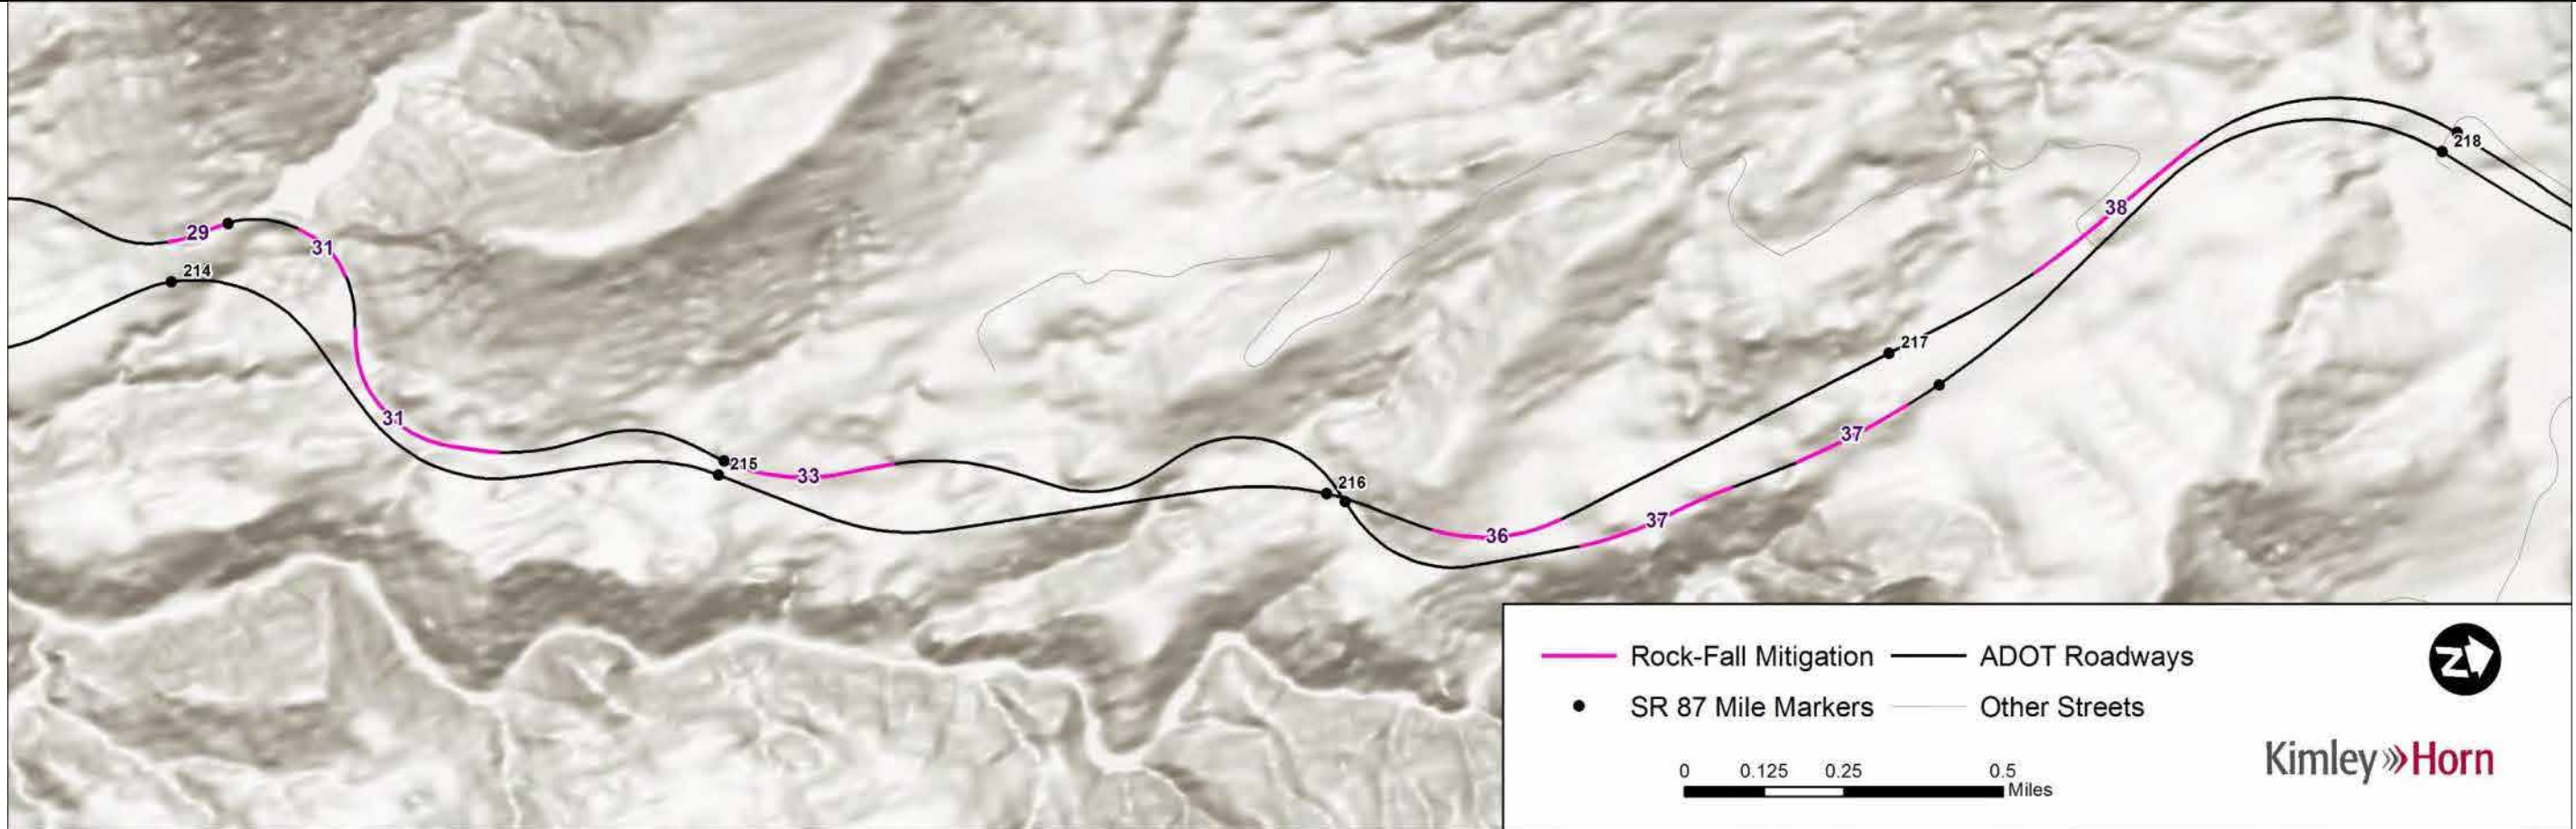 218
38
29
31
214
217
31
37
215
33
216
37
36
Rock-Fall Mitigation
ADOT Roadways
SR 87 Mile Markers
Other Streets
Z
0 0.125 0.25 0.5
Miles
Kimley»Horn